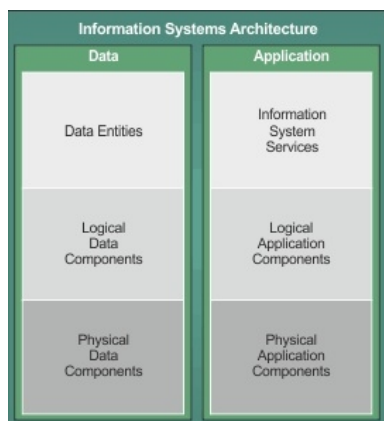 Information Systems Architecture
Data
Data Entities
Logical
Data
Components
Physical
Data
Components
Application
Information
System
Services
Logical
Application
Components
Physical
Application
Components